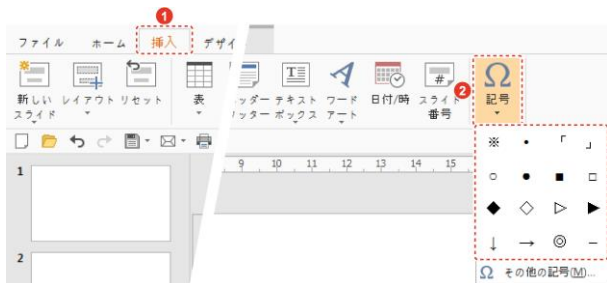 1
ファイル ホーム 挿入 デザイ
新しい スライド レイアウト リセット 表 ッダー ッター テキスト ボックス ワード アート 日付/時 スライド 番号 2 記号
※ • 「 」
○ ● ■ □
◆ ◇ ▷ ▶
↓ → ◎ −
Ω その他の記号(M)...
9 10 11 12 13 14 15
1
2